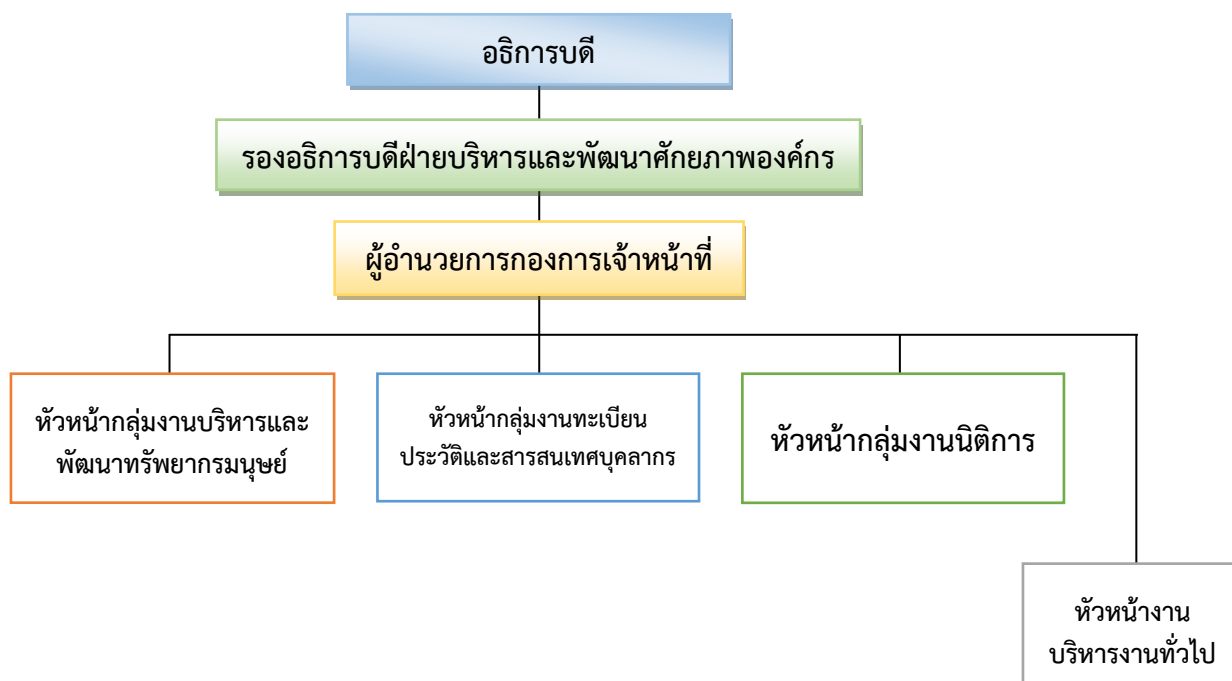 อธิการบดี
รองอธิการบดีฝ่ายบริหารและพัฒนาศักยภาพองค์กร
ผู้อำนวยการกองการเจ้าหน้าที่
หัวหน้ากลุ่มงานบริหารและ
พัฒนาทรัพยากรมนุษย์
หัวหน้ากลุ่มงานทะเบียน
ประวัติและสารสนเทศบุคลากร
หัวหน้ากลุ่มงานนิติการ
หัวหน้างาน
บริหารงานทั่วไป